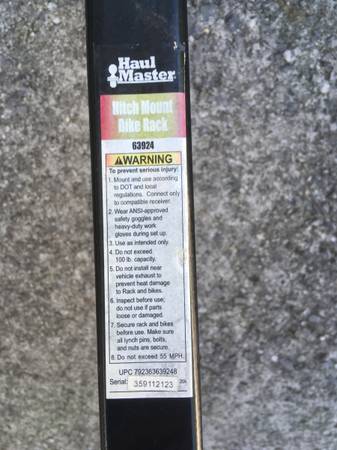 Haul
Master®
Hitch Mount
Bike Rack
63924
WARNING
To prevent serious injury:
1. Mount and use according
to DOT and local
regulations. Connect only
to compatible receiver.
2. Wear ANSI-approved
safety goggles and
heavy-duty work
gloves during set up.
3. Use as intended only.
4. Do not exceed
100 lb. capacity.
5. Do not install near
vehicle exhaust to
prevent heat damage
to Rack and bikes.
6. Inspect before use;
do not use if parts
loose or damaged.
7. Secure rack and bikes
before use. Make sure
all lynch pins, bolts,
and nuts are secure.
8. Do not exceed 55 MPH.
UPC 792363639248
Serial: 359112123